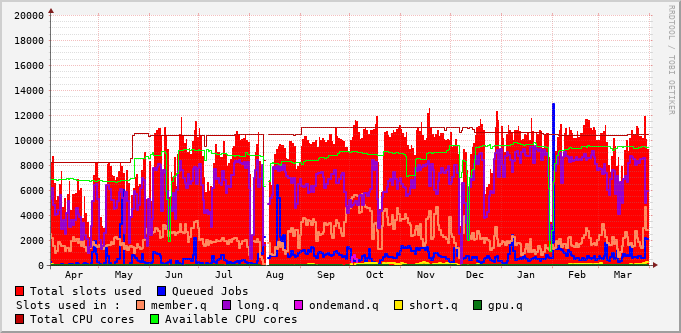 20000
18000
16000
14000
12000
10000
8000
6000
4000
2000
0
Apr May Jun Jul Aug Sep Oct Nov Dec Jan Feb Mar
Total slots used Queued Jobs
Slots used in : member.q long.q ondemand.q short.q gpu.q
Total CPU cores Available CPU cores
RRDTOOL / TOBI OETIKER